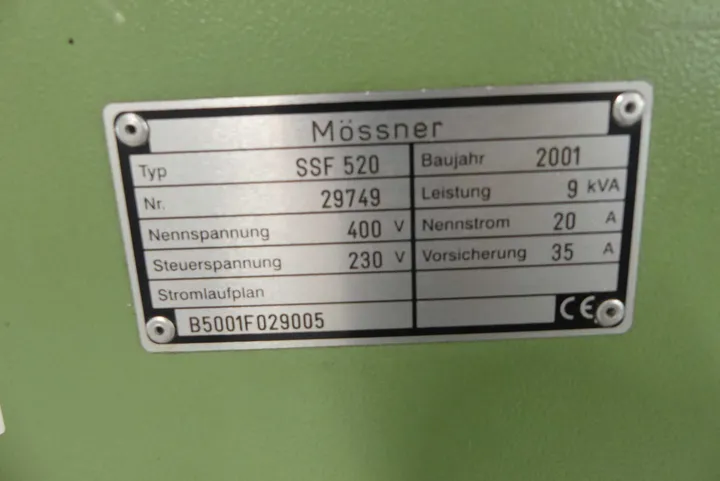 Mössner
Typ SSF 520
Nr. 29749
Nennspannung 400 V
Steuerspannung 230 V
Stromlaufplan
B5001F029005
Baujahr 2001
Leistung 9 kVA
Nennstrom 20 A
Vorsicherung 35 A
CE